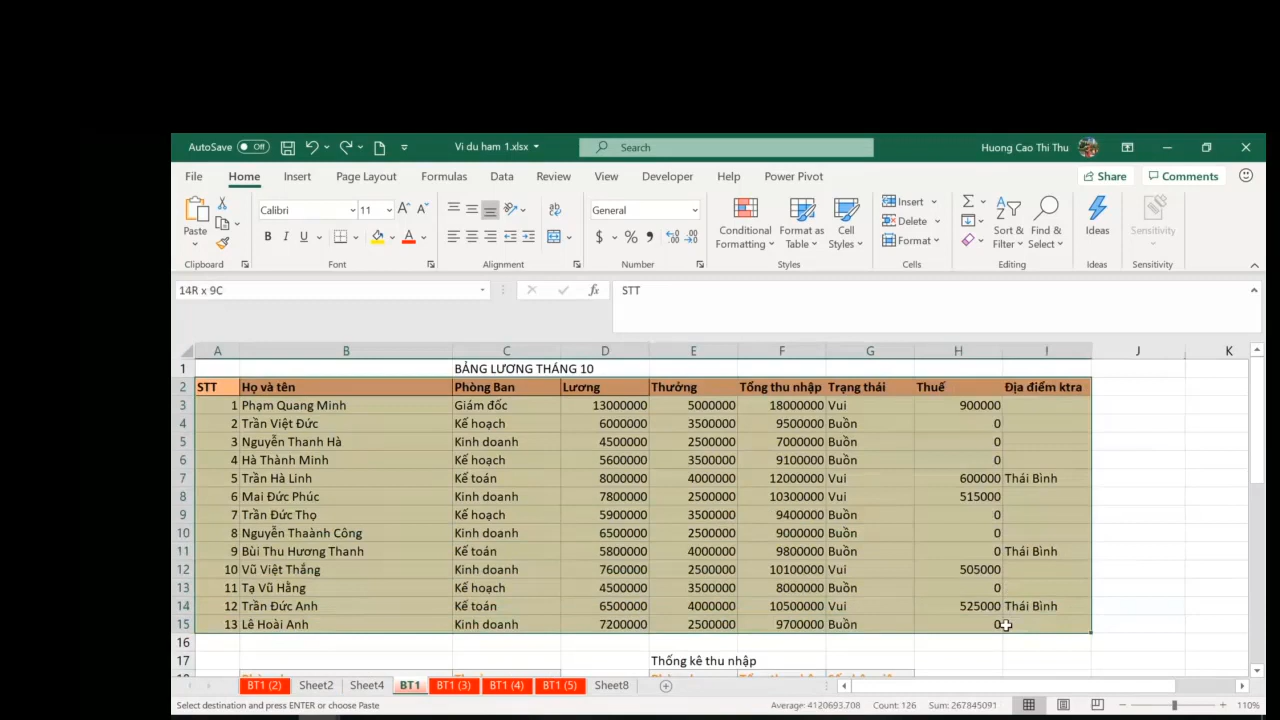 AutoSave Off Vi du ham 1.xlsx Search Huong Cao Thi Thu
File Home Insert Page Layout Formulas Data Review View Developer Help Power Pivot Share Comments
Paste Calibri 11 General Conditional Formatting Format as Table Cell Styles Insert Delete Format Sort & Filter Find & Select Ideas Sensitivity
Clipboard Font Alignment Number Styles Cells Editing Ideas Sensitivity
14R x 9C fx STT
A B C D E F G H I J K
1 BẢNG LƯƠNG THÁNG 10
2 STT Họ và tên Phòng Ban Lương Thưởng Tổng thu nhập Trạng thái Thuế Địa điểm ktra
3 1 Phạm Quang Minh Giám đốc 13000000 5000000 18000000 Vui 900000
4 2 Trần Việt Đức Kế hoạch 6000000 3500000 9500000 Buồn 0
5 3 Nguyễn Thanh Hà Kinh doanh 4500000 2500000 7000000 Buồn 0
6 4 Hà Thành Minh Kế hoạch 5600000 3500000 9100000 Buồn 0
7 5 Trần Hà Linh Kế toán 8000000 4000000 12000000 Vui 600000 Thái Bình
8 6 Mai Đức Phúc Kinh doanh 7800000 2500000 10300000 Vui 515000
9 7 Trần Đức Thọ Kế hoạch 5900000 3500000 9400000 Buồn 0
10 8 Nguyễn Thaành Công Kinh doanh 6500000 2500000 9000000 Buồn 0
11 9 Bùi Thu Hương Thanh Kế toán 5800000 4000000 9800000 Buồn 0 Thái Bình
12 10 Vũ Việt Thắng Kinh doanh 7600000 2500000 10100000 Vui 505000
13 11 Tạ Vũ Hằng Kế hoạch 4500000 3500000 8000000 Buồn 0
14 12 Trần Đức Anh Kế toán 6500000 4000000 10500000 Vui 525000 Thái Bình
15 13 Lê Hoài Anh Kinh doanh 7200000 2500000 9700000 Buồn 0
16
17 Thống kê thu nhập
BT1 (2) Sheet2 Sheet4 BT1 BT1 (3) BT1 (4) BT1 (5) Sheet8
Select destination and press ENTER or choose Paste Average: 4120693.708 Count: 126 Sum: 267845091 110%